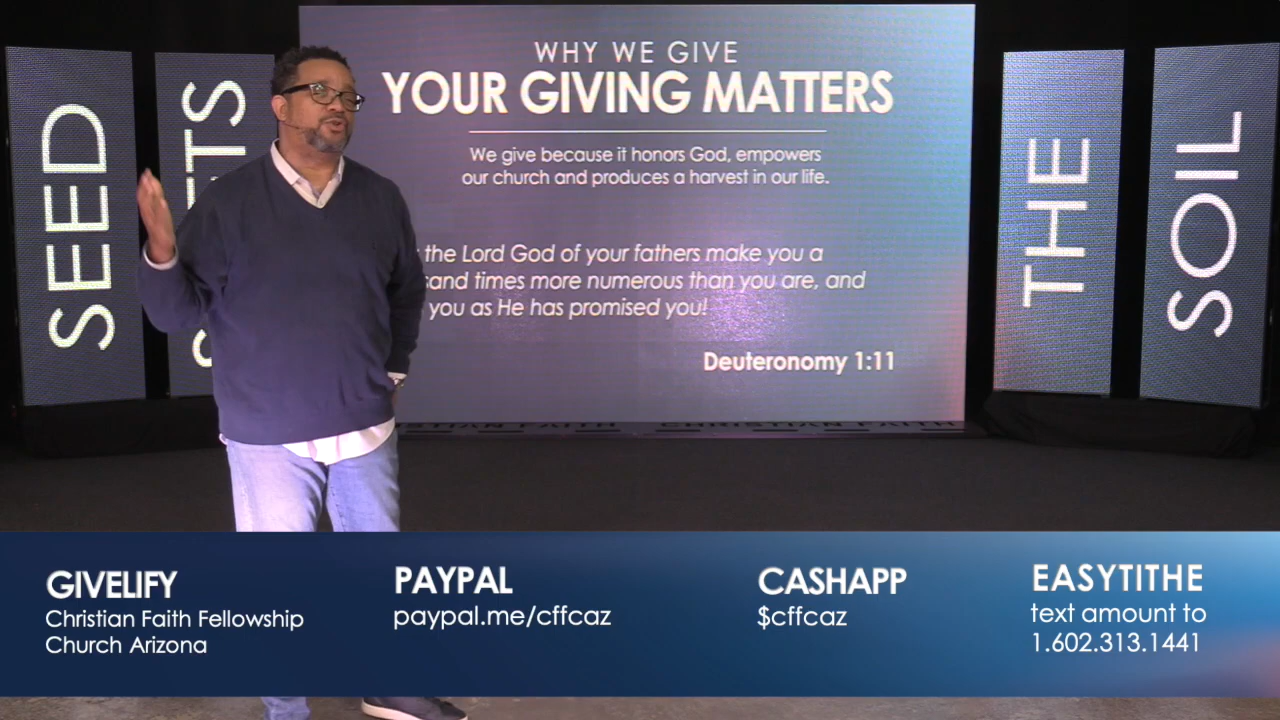 SEED
THE
SOIL
WHY WE GIVE
YOUR GIVING MATTERS
We give because it honors God, empowers
our church and produces a harvest in our life.
the Lord God of your fathers make you a
times more numerous than you are, and
you as He has promised you!
Deuteronomy 1:11
CHRISTIAN FAITH
GIVELIFY
Christian Faith Fellowship
Church Arizona
PAYPAL
paypal.me/cffcaz
CASHAPP
$cffcaz
EASYTITHE
text amount to
1.602.313.1441